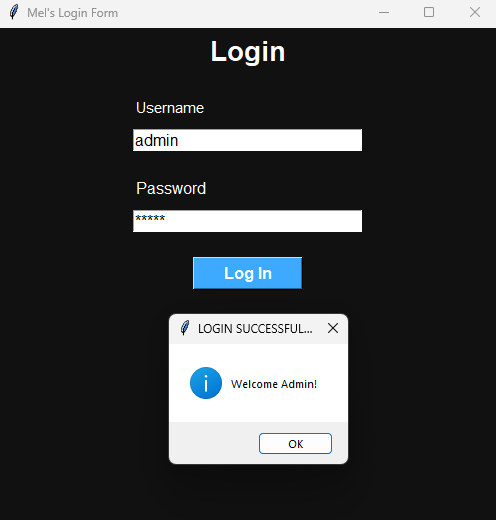 Mel's Login Form
Login
Username
admin
Password
*****
Log In
LOGIN SUCCESSFUL...
Welcome Admin!
OK